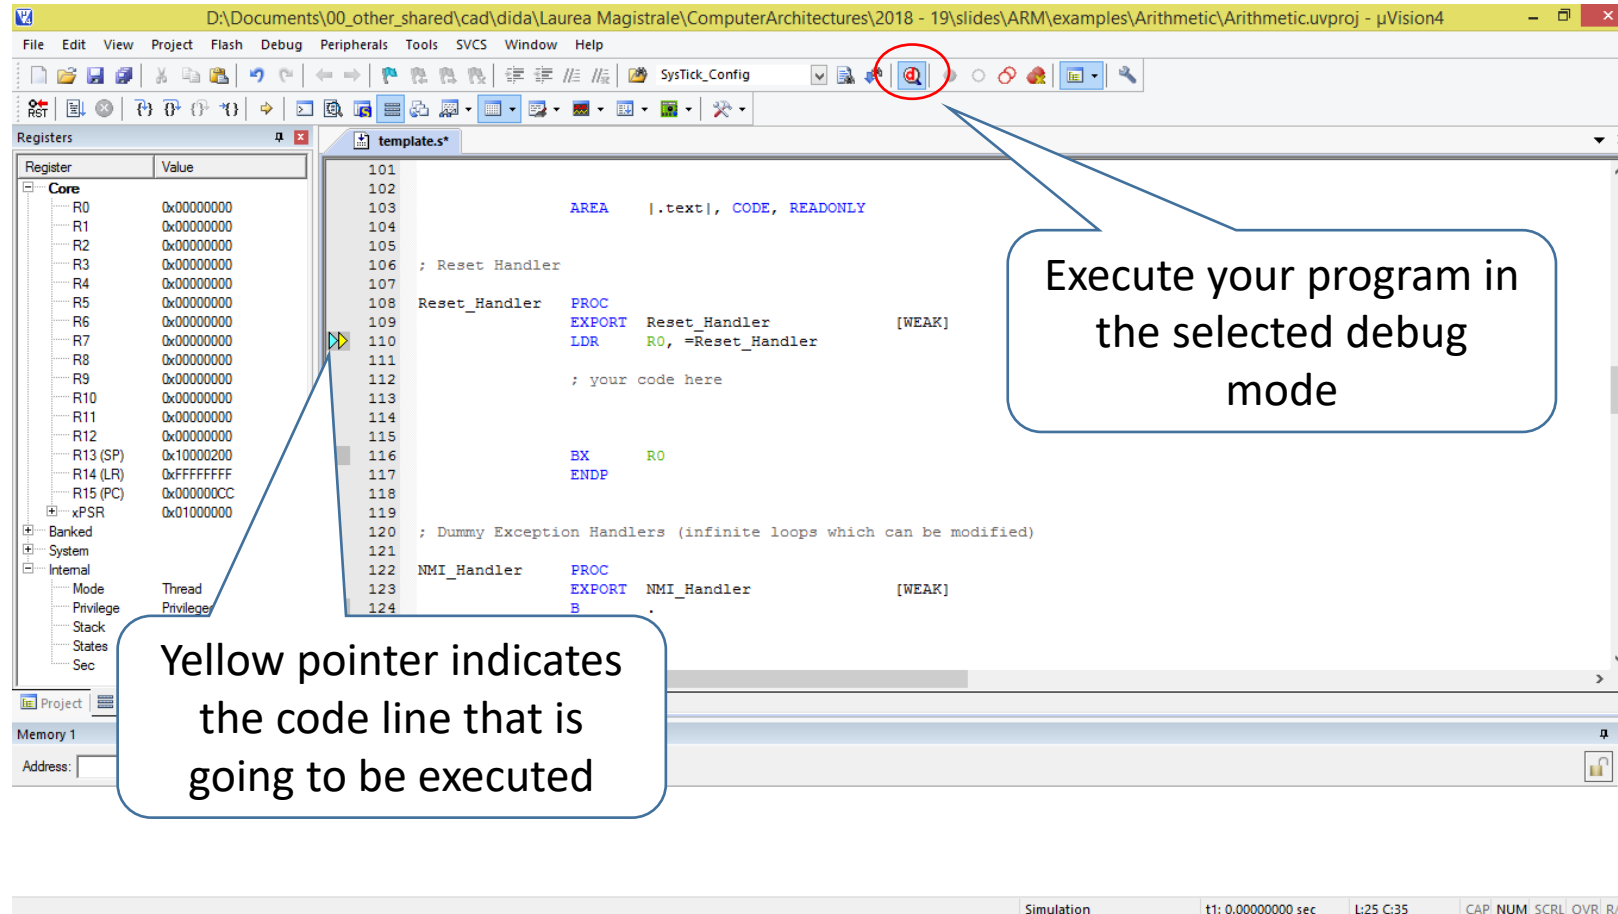 D:\Documents\00_other_shared\cad\dida\Laurea Magistrale\ComputerArchitectures\2018 - 19\slides\ARM\examples\Arithmetic\Arithmetic.uvproj - µVision4
File Edit View Project Flash Debug Peripherals Tools SVCS Window Help
SysTick_Config
RST
Registers
template.s*
Register Value
Core
R0 0x00000000
R1 0x00000000
R2 0x00000000
R3 0x00000000
R4 0x00000000
R5 0x00000000
R6 0x00000000
R7 0x00000000
R8 0x00000000
R9 0x00000000
R10 0x00000000
R11 0x00000000
R12 0x00000000
R13 (SP) 0x10000200
R14 (LR) 0xFFFFFFFF
R15 (PC) 0x000000CC
xPSR 0x01000000
Banked
System
Internal
Mode Thread
Privilege Privileged
Stack
States
Sec
101
102
103 AREA |.text|, CODE, READONLY
104
105
106 ; Reset Handler
107
108 Reset_Handler PROC
109 EXPORT Reset_Handler [WEAK]
110 LDR R0, =Reset_Handler
111
112 ; your code here
113
114
115
116 BX R0
117 ENDP
118
119
120 ; Dummy Exception Handlers (infinite loops which can be modified)
121
122 NMI_Handler PROC
123 EXPORT NMI_Handler [WEAK]
124 B .
Execute your program in
the selected debug
mode
Yellow pointer indicates
the code line that is
going to be executed
Project
Memory 1
Address:
Simulation t1: 0.00000000 sec L:25 C:35 CAP NUM SCRL OVR R/